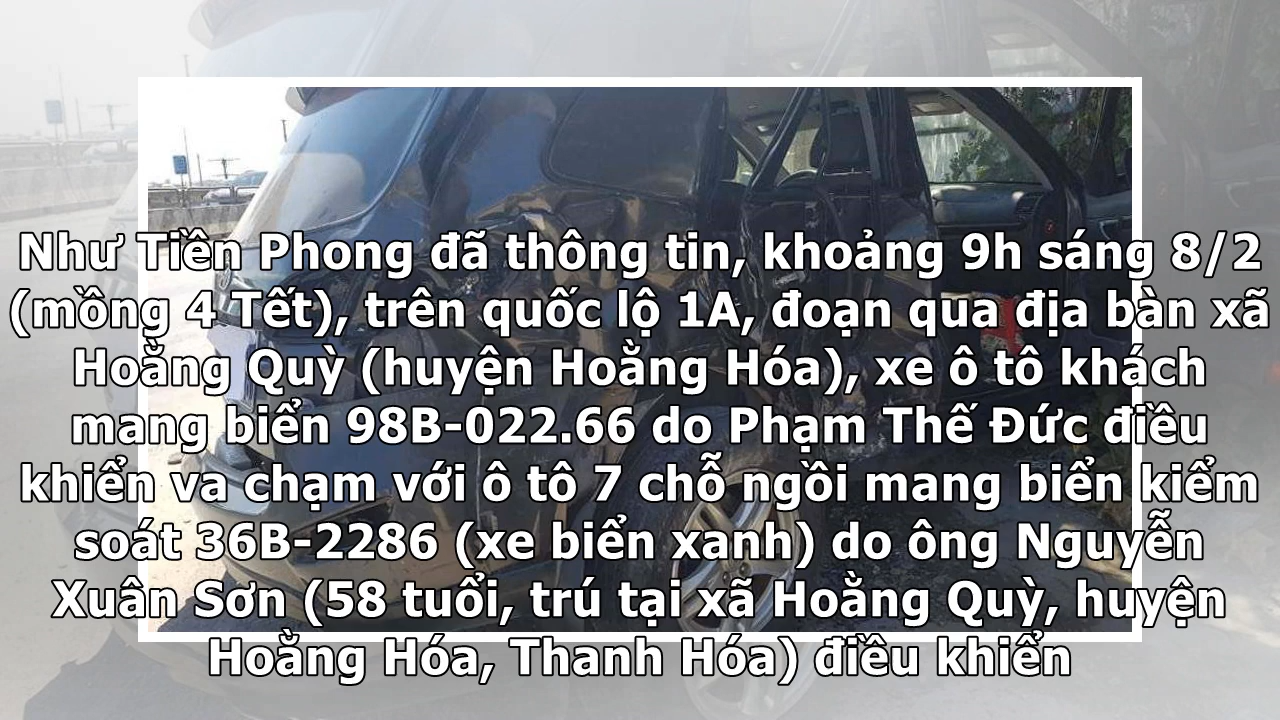 Như Tiền Phong đã thông tin, khoảng 9h sáng 8/2
(mồng 4 Tết), trên quốc lộ 1A, đoạn qua địa bàn xã
Hoằng Quỳ (huyện Hoằng Hóa), xe ô tô khách
mang biển 98B-022.66 do Phạm Thế Đức điều
khiển va chạm với ô tô 7 chỗ ngồi mang biển kiểm
soát 36B-2286 (xe biển xanh) do ông Nguyễn
Xuân Sơn (58 tuổi, trú tại xã Hoằng Quỳ, huyện
Hoằng Hóa, Thanh Hóa) điều khiển